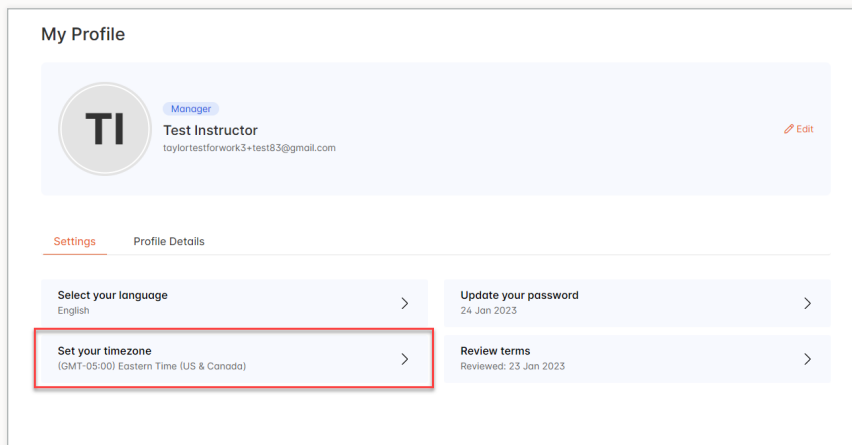 My Profile
TI
Manager
Test Instructor
taylortestforwork3+test83@gmail.com
Edit
Settings
Profile Details
Select your language
English
Update your password
24 Jan 2023
Set your timezone
(GMT-05:00) Eastern Time (US & Canada)
Review terms
Reviewed: 23 Jan 2023